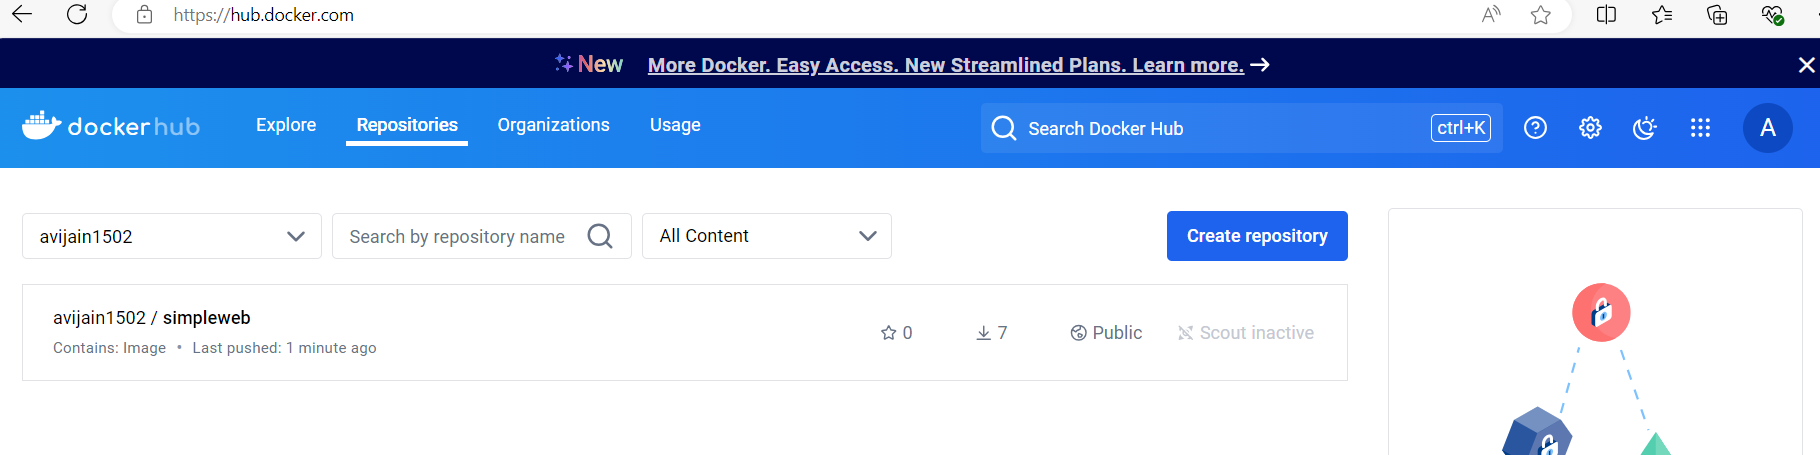 https://hub.docker.com
New More Docker. Easy Access. New Streamlined Plans. Learn more. →
docker hub Explore Repositories Organizations Usage Search Docker Hub ctrl+K A
avijain1502 Search by repository name All Content Create repository
avijain1502 / simpleweb
0 7 Public Scout inactive
Contains: Image • Last pushed: 1 minute ago